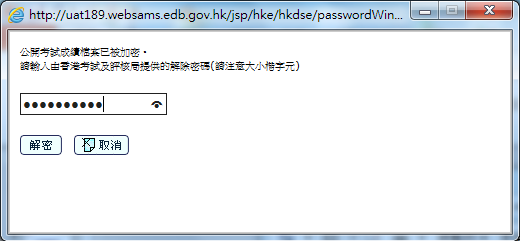 http://uat189.websams.edb.gov.hk/jsp/hke/hkdse/passwordWin...
公開考試成績檔案已被加密。
請輸入由香港考試及評核局提供的解除密碼(請注意大小楷字元)
解密 取消